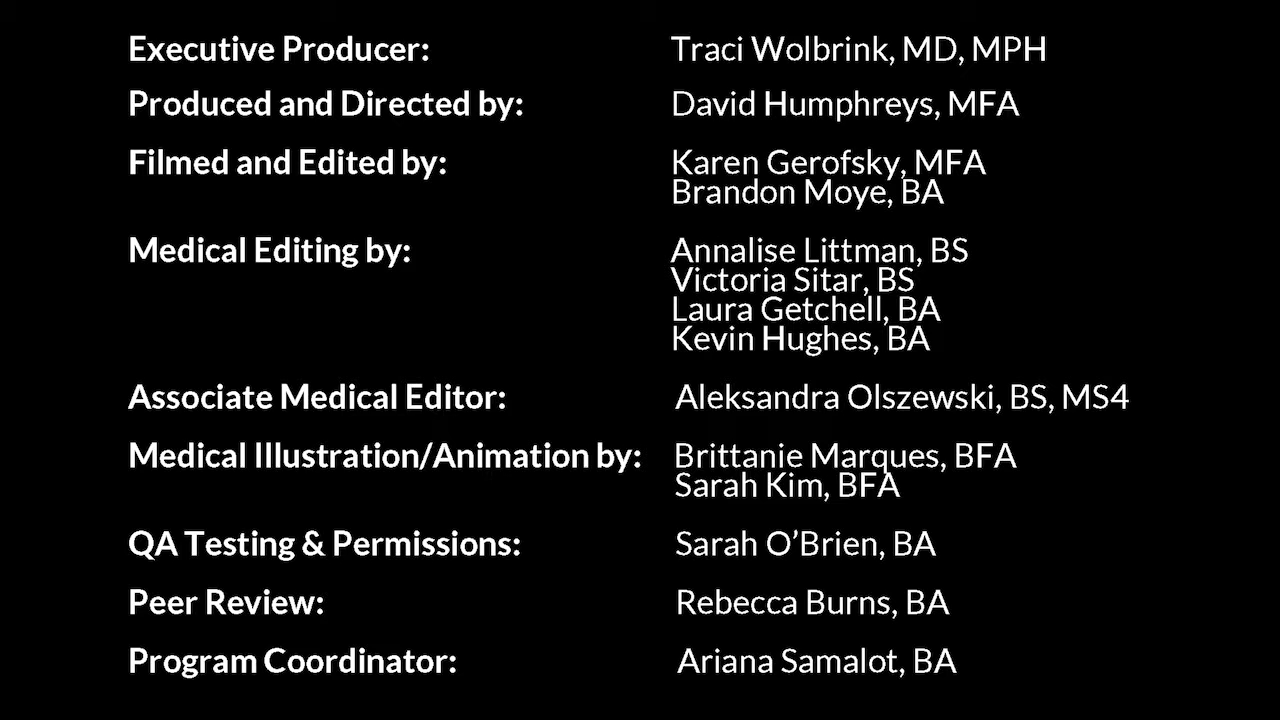 Executive Producer: Traci Wolbrink, MD, MPH
Produced and Directed by: David Humphreys, MFA
Filmed and Edited by: Karen Gerofsky, MFA
Brandon Moye, BA
Medical Editing by: Annalise Littman, BS
Victoria Sitar, BS
Laura Getchell, BA
Kevin Hughes, BA
Associate Medical Editor: Aleksandra Olszewski, BS, MS4
Medical Illustration/Animation by: Brittanie Marques, BFA
Sarah Kim, BFA
QA Testing & Permissions: Sarah O’Brien, BA
Peer Review: Rebecca Burns, BA
Program Coordinator: Ariana Samalot, BA